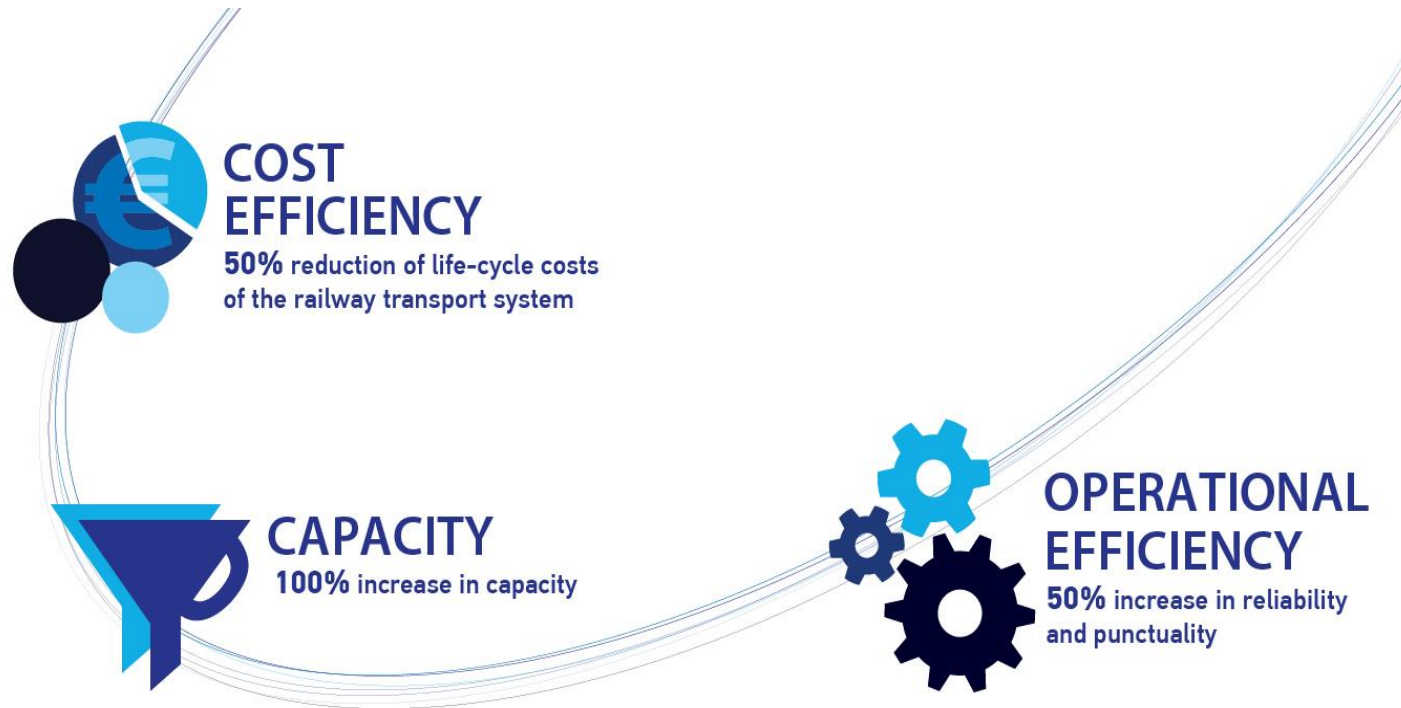 COST
EFFICIENCY
50% reduction of life-cycle costs
of the railway transport system
CAPACITY
100% increase in capacity
OPERATIONAL
EFFICIENCY
50% increase in reliability
and punctuality